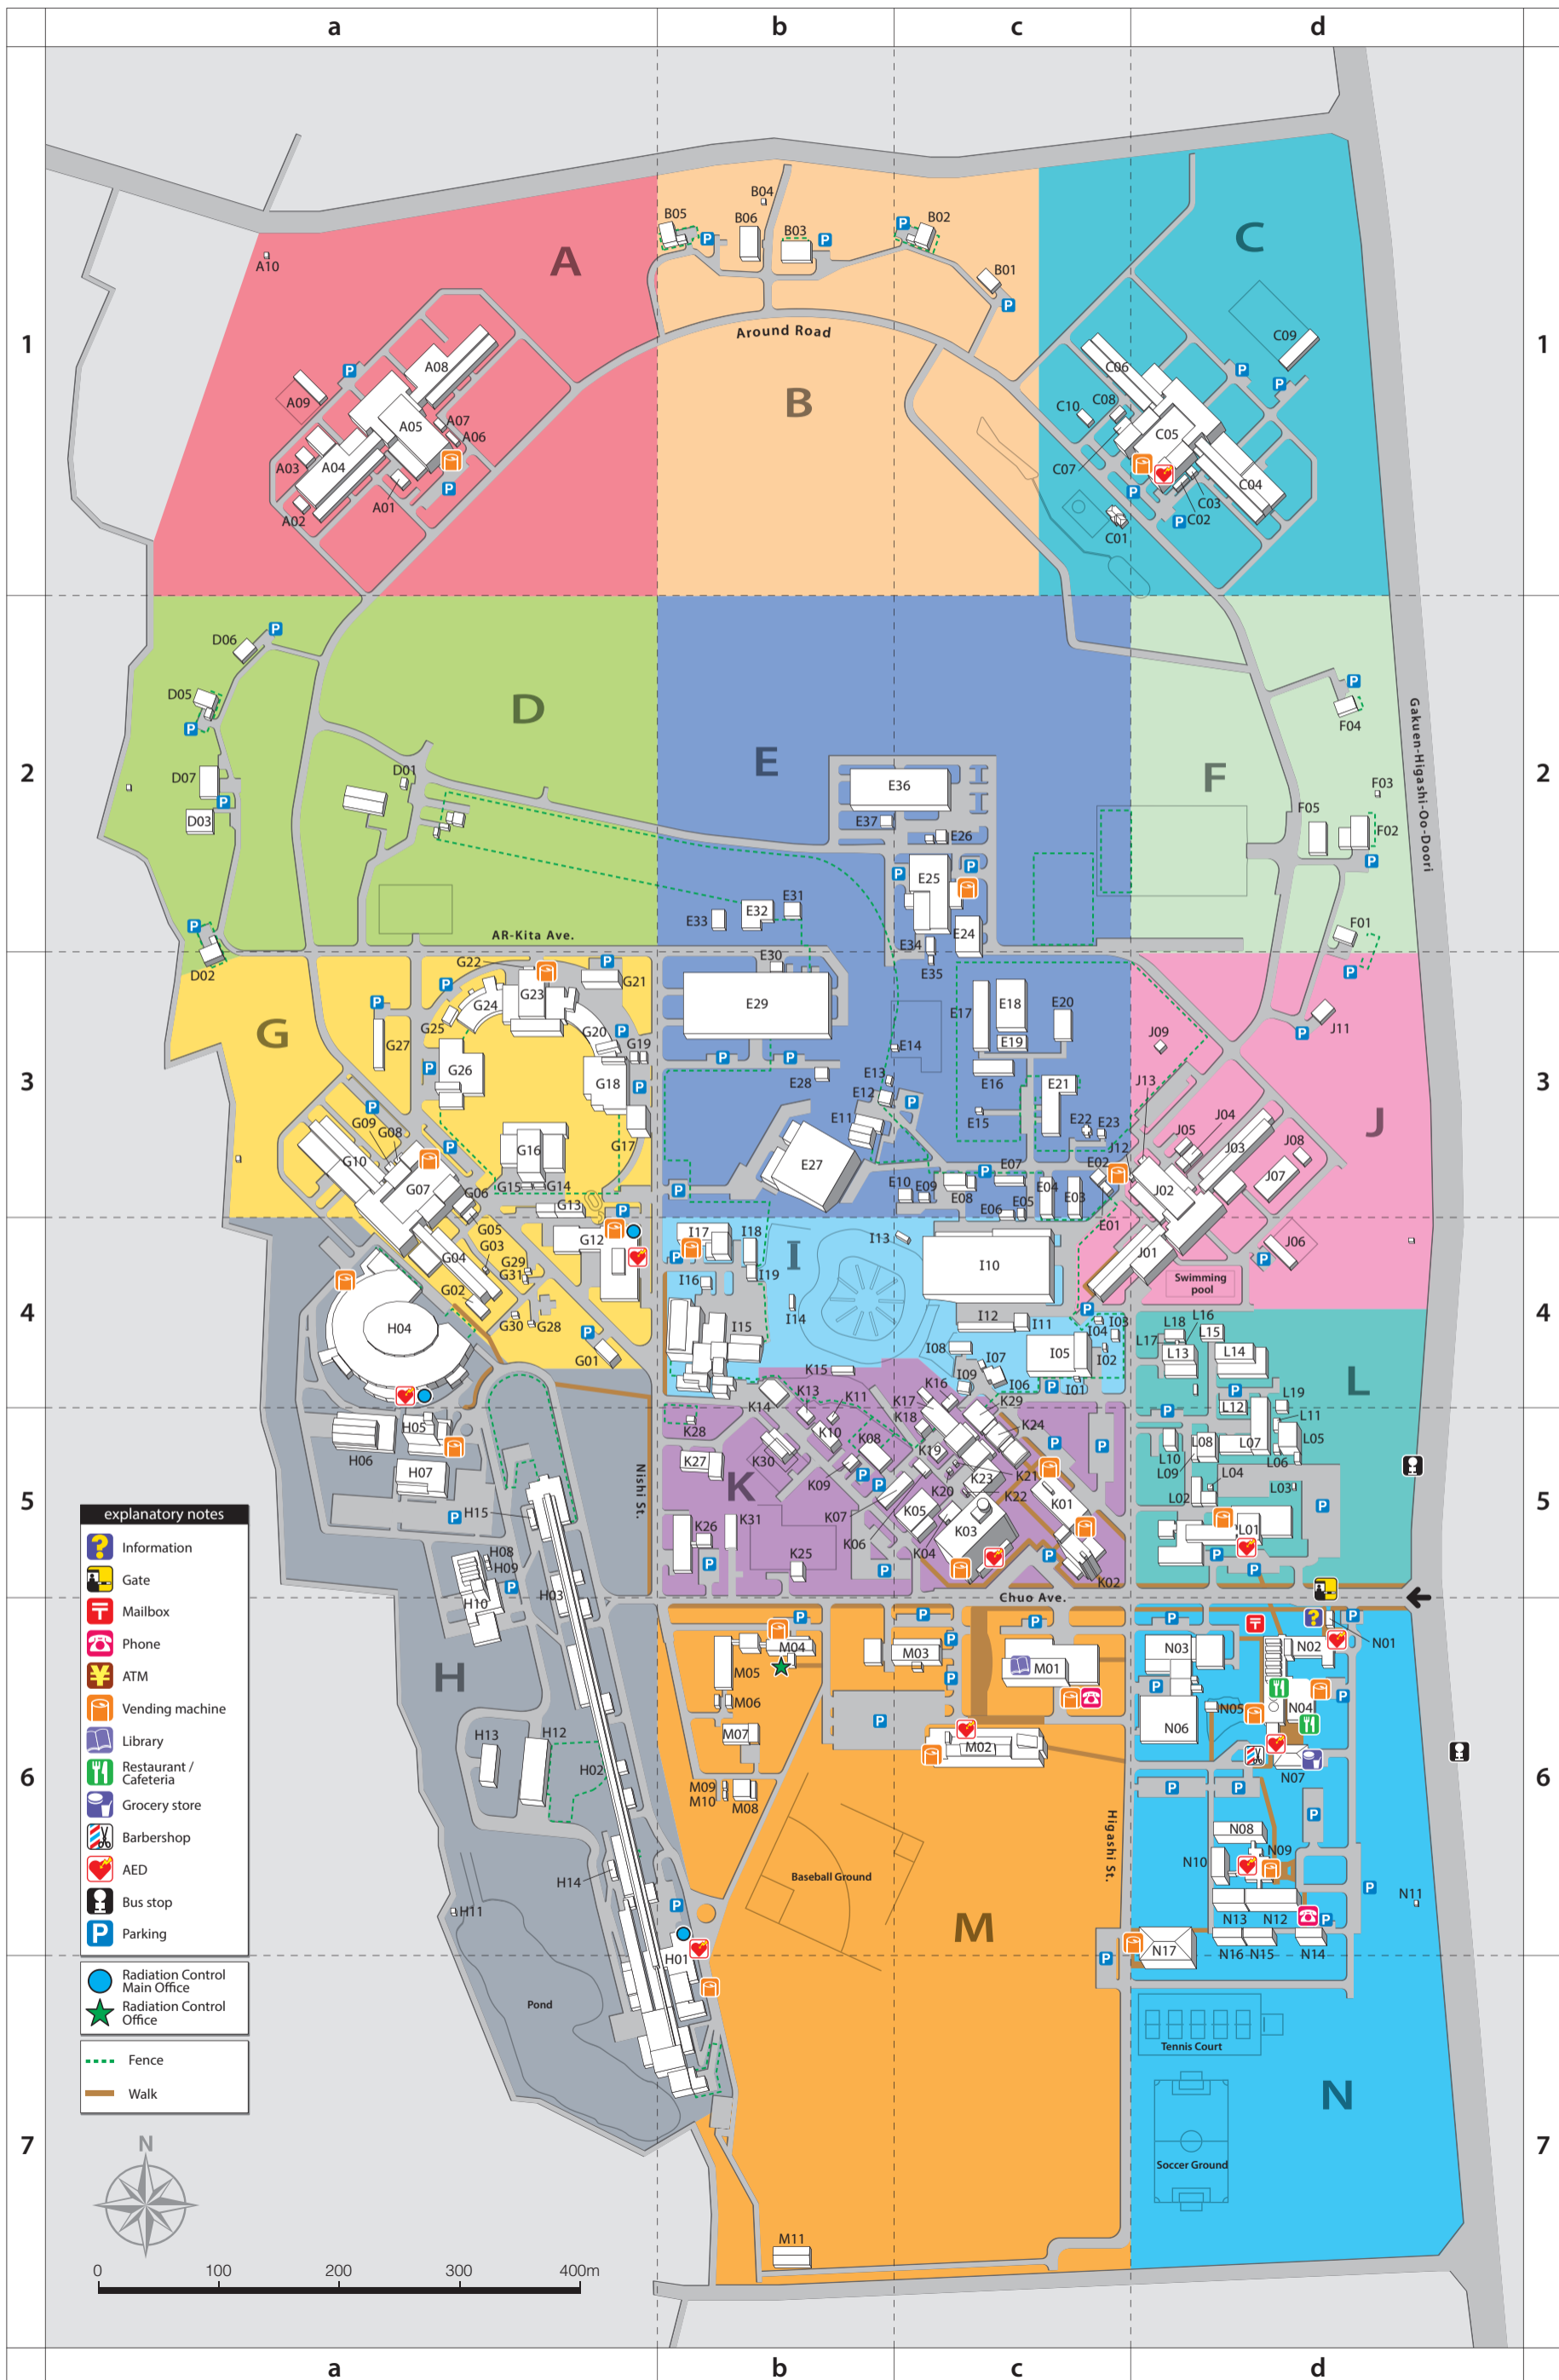 a
b
c
d
1
1
2
2
3
3
4
4
5
5
6
6
7
7
A
A10
A08
A09
A05
A07
A06
A03
A04
A02
A01
P
P
B
B05
B04
B06
B03
B02
B01
P
P
P
P
Around Road
C
C09
C06
C08
C10
C05
C07
C04
C03
C02
C01
P
P
P
P
D
D06
D05
D07
D03
D01
D02
P
P
P
P
AR-Kita Ave.
E
E36
E37
E26
E25
E24
E34
E35
E31
E32
E33
E30
E29
E28
E14
E13
E12
E11
E27
E17
E18
E19
E20
E16
E15
E21
E22
E23
E10
E09
E08
E07
E06
E05
E04
E03
E02
E01
P
P
P
P
P
P
P
F
F04
F03
F05
F02
F01
P
P
P
Gakuen-Higashi-Oo-Doori
G
G22
G23
G24
G25
G21
G20
G19
G27
G26
G18
G17
G16
G15
G14
G13
G12
G09
G08
G10
G07
G06
G05
G03
G04
G02
G29
G31
G30
G28
G01
P
P
P
P
P
P
P
P
P
P
H
H04
H05
H06
H07
H15
H08
H09
H10
H03
H13
H12
H02
H14
H11
H01
Pond
P
P
P
Nishi St.
I
I17
I18
I19
I16
I15
I14
I13
I10
I12
I11
I03
I04
I02
I05
I08
I07
I09
I06
I01
P
P
J
J09
J11
J13
J04
J05
J03
J08
J07
J12
J02
J01
J06
Swimming
pool
P
P
P
K
K15
K13
K11
K14
K10
K08
K28
K27
K30
K09
K16
K17
K18
K29
K24
K19
K21
K23
K20
K22
K01
K05
K07
K03
K06
K04
K02
K26
K31
K25
P
P
P
P
P
P
P
Chuo Ave.
L
L18
L16
L15
L17
L13
L14
L19
L12
L11
L05
L10
L08
L07
L06
L09
L04
L03
L02
L01
P
P
P
P
P
M
M04
M05
M06
M07
M09
M10
M08
M03
M01
M02
M11
Baseball Ground
Higashi St.
P
P
P
P
P
P
P
N
N01
N02
N03
N04
N05
N06
N07
N08
N09
N10
N11
N13
N12
N16
N15
N14
N17
Tennis Court
Soccer Ground
P
P
P
P
P
P
P
P
P
explanatory notes
Information
Gate
Mailbox
Phone
ATM
Vending machine
Library
Restaurant /
Cafeteria
Grocery store
Barbershop
AED
Bus stop
P Parking
Radiation Control
Main Office
Radiation Control
Office
Fence
Walk
N
0 100 200 300 400m
a
b
c
d